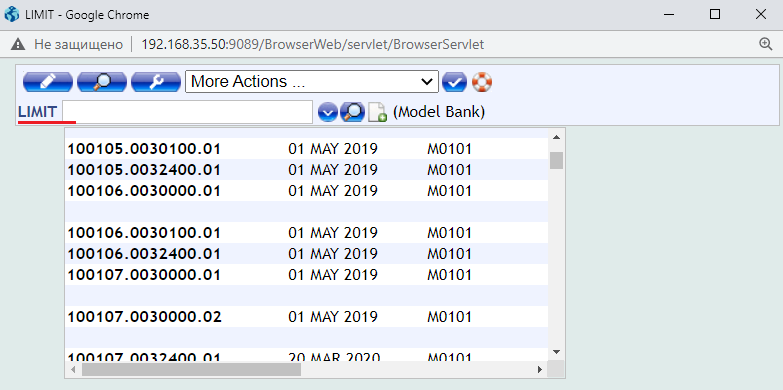 LIMIT - Google Chrome
Не защищено 192.168.35.50:9089/BrowserWeb/servlet/BrowserServlet
More Actions ...
LIMIT (Model Bank)
100105.0030100.01 01 MAY 2019 M0101
100105.0032400.01 01 MAY 2019 M0101
100106.0030000.01 01 MAY 2019 M0101
100106.0030100.01 01 MAY 2019 M0101
100106.0032400.01 01 MAY 2019 M0101
100107.0030000.01 01 MAY 2019 M0101
100107.0030000.02 01 MAY 2019 M0101
100107.0032400.01 20 MAR 2020 M0101